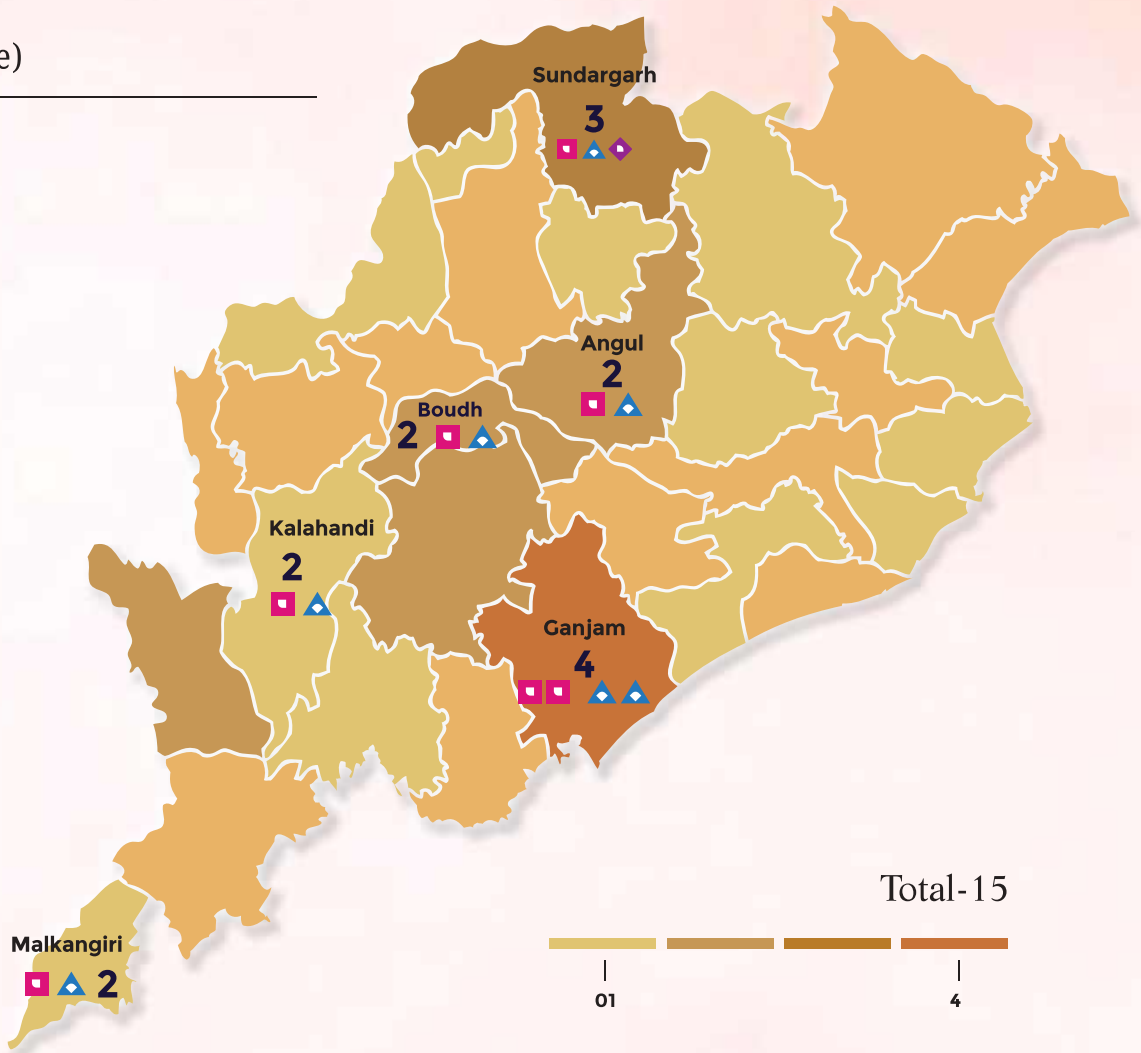 e)
Sundargarh
3
Angul
2
Boudh
2
Kalahandi
2
Ganjam
4
Total-15
Malkangiri
2
01
4